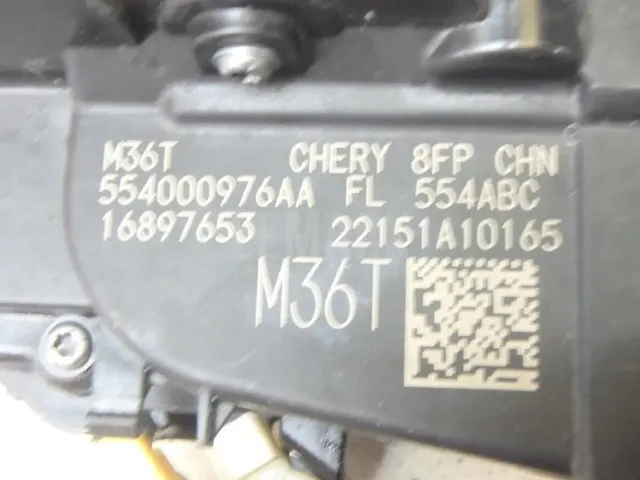 M36T CHERY 8FP CHN
554000976AA FL 554ABC
16897653 22151A10165
M36T